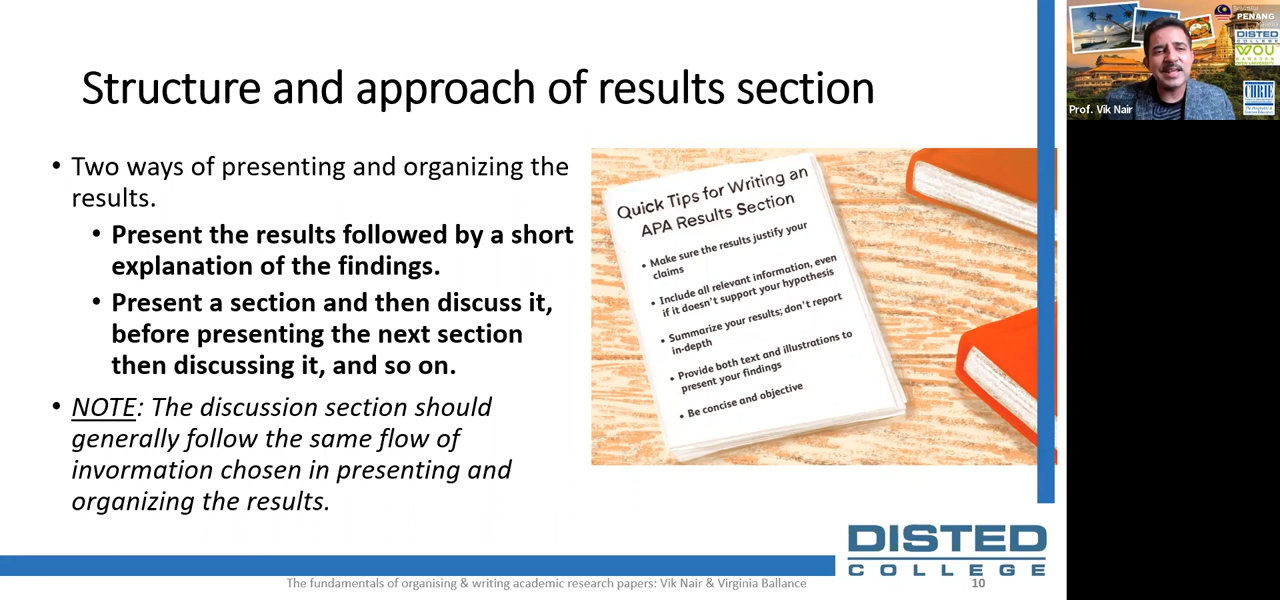 Structure and approach of results section
• Two ways of presenting and organizing the
results.
• Present the results followed by a short
explanation of the findings.
• Present a section and then discuss it,
before presenting the next section
then discussing it, and so on.
• NOTE: The discussion section should
generally follow the same flow of
invormation chosen in presenting and
organizing the results.
Quick Tips for Writing an
APA Results Section
• Make sure the results justify your
claims
• Include all relevant information, even
if it doesn't support your hypothesis
• Summarize your results; don't report
in-depth
• Provide both text and illustrations to
present your findings
• Be concise and objective
DISTED
COLLEGE
The fundamentals of organising & writing academic research papers: Vik Nair & Virginia Ballance
10
PENANG
DISTED
COLLEGE
WOU
CHRIE
Prof. Vik Nair